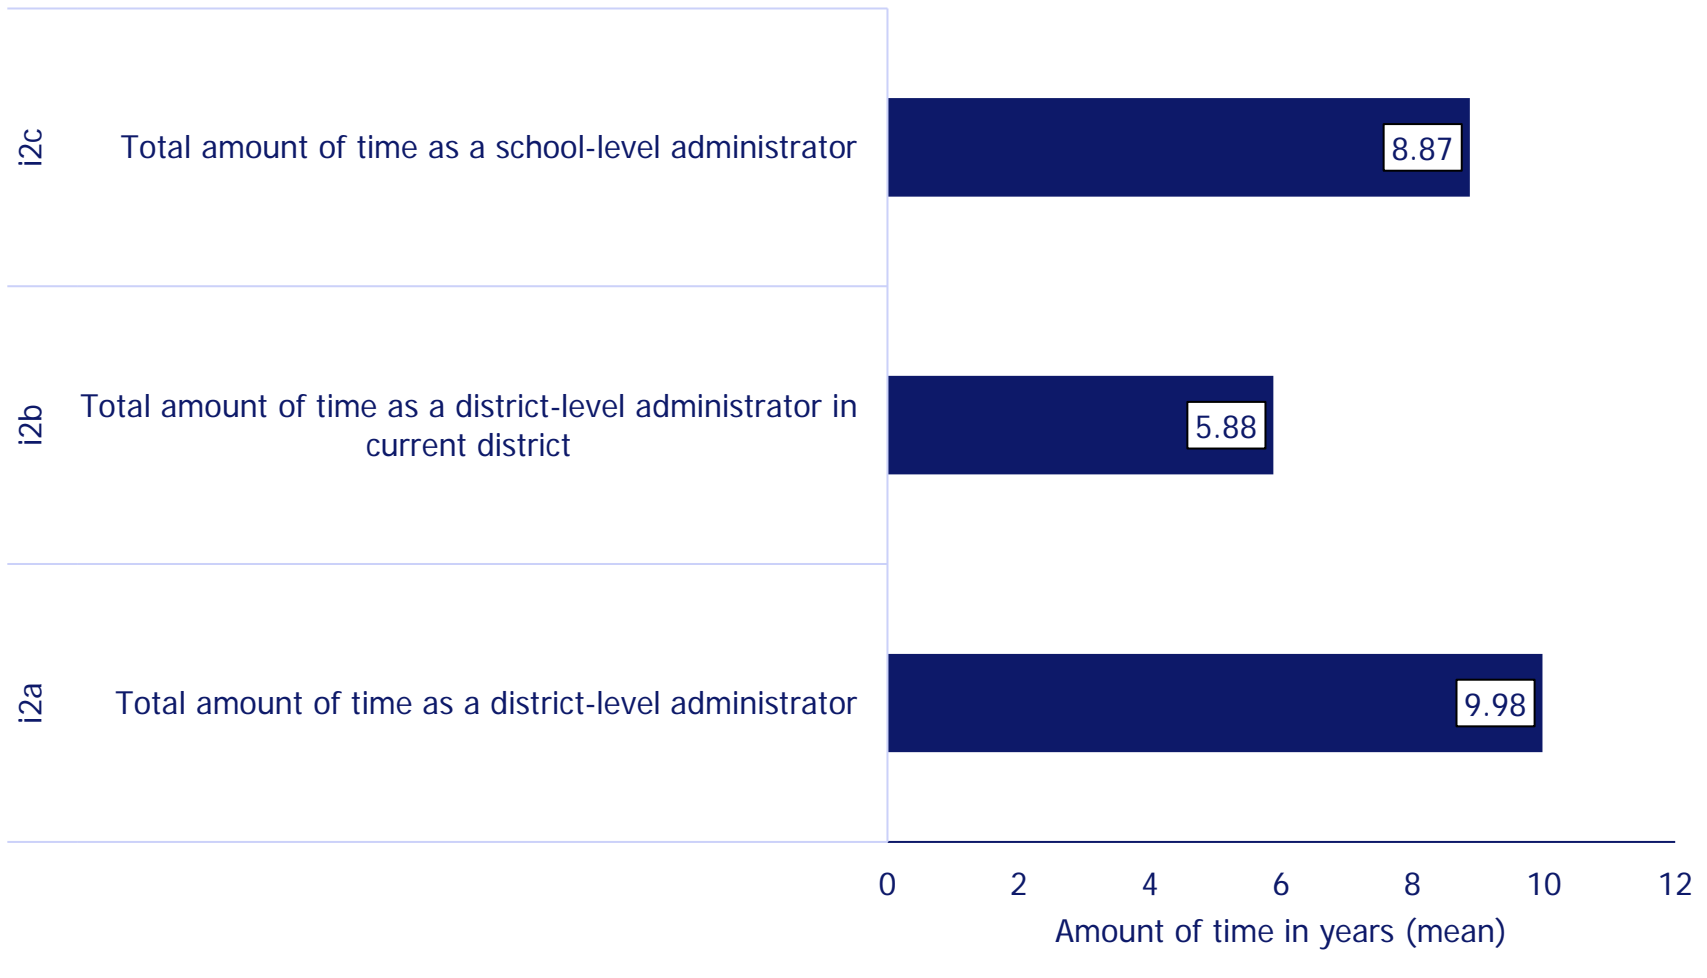 i2c
Total amount of time as a school-level administrator
8.87
i2b
Total amount of time as a district-level administrator in
current district
5.88
i2a
Total amount of time as a district-level administrator
9.98
0 2 4 6 8 10 12
Amount of time in years (mean)